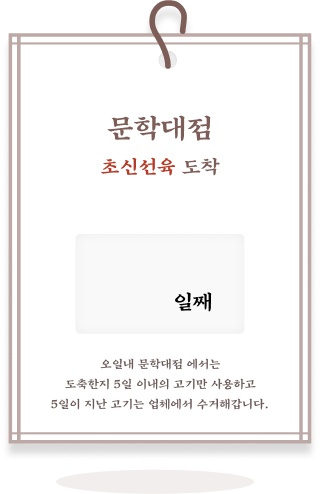 문학대점
초신선육 도착
일째
오일내 문학대점 에서는
도축한지 5일 이내의 고기만 사용하고
5일이 지난 고기는 업체에서 수거해갑니다.